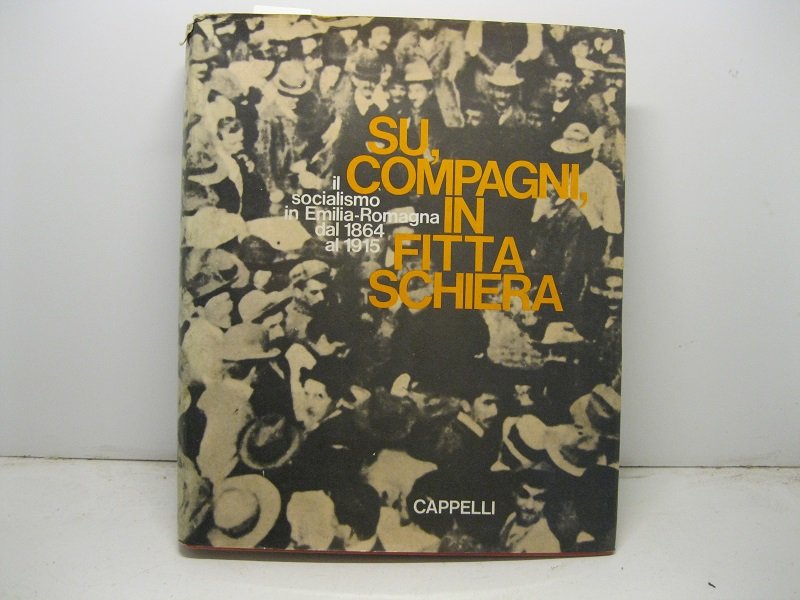 SU,
COMPAGNI,
IN
FITTA
SCHIERA
il
socialismo
in Emilia-Romagna
dal 1864
al 1915
CAPPELLI